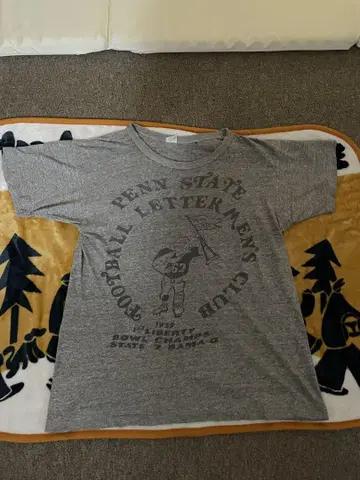 PENN STATE
FOOTBALL LETTERMEN'S CLUB
1959
1st LIBERTY
BOWL CHAMPS
STATE 7 BAMA-0